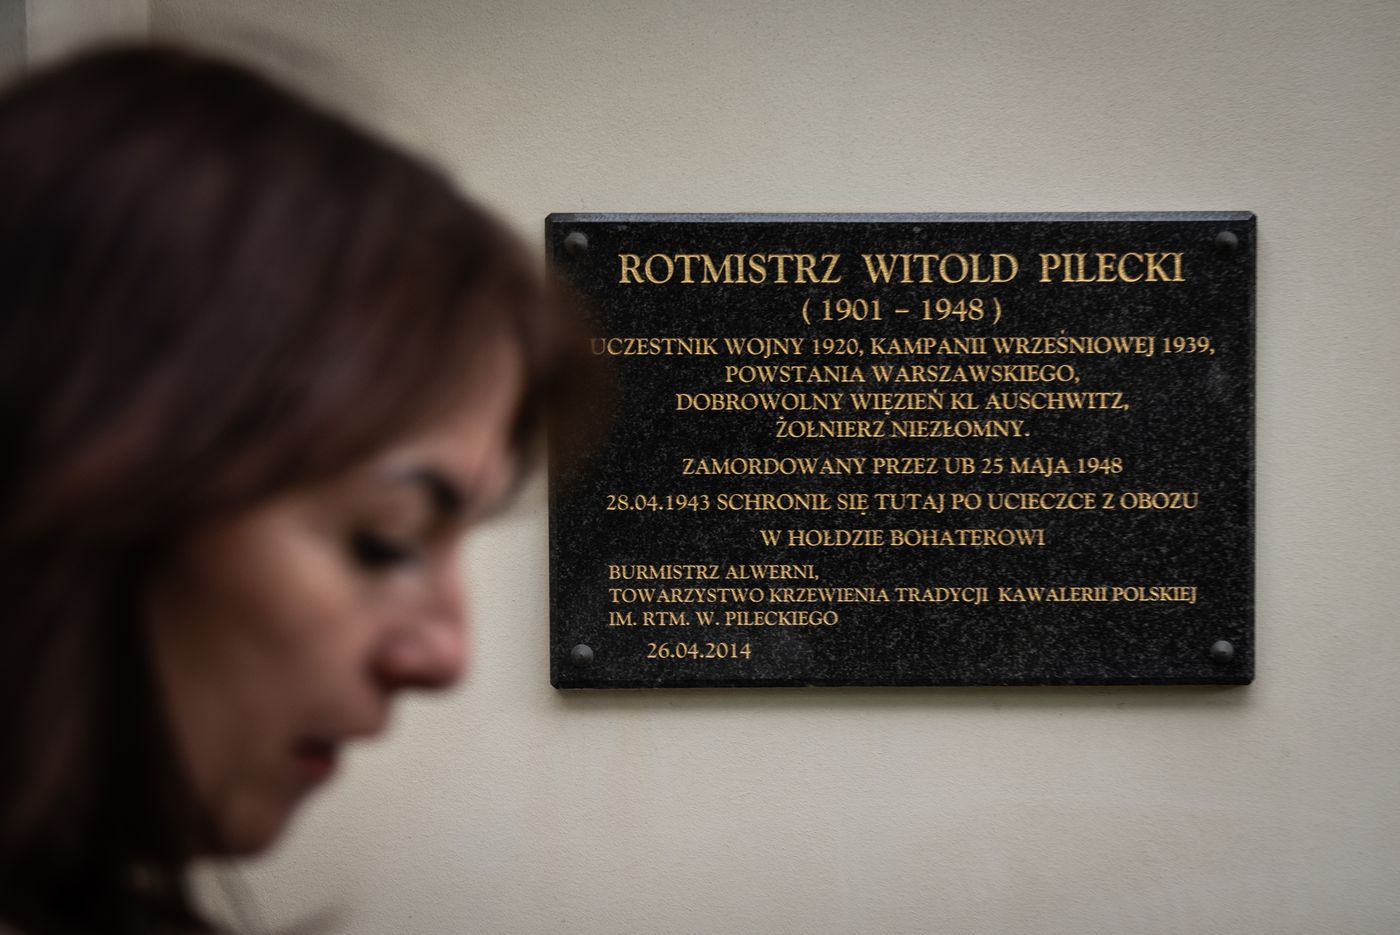 ROTMISTRZ WITOLD PILECKI
( 1901 – 1948 )
UCZESTNIK WOJNY 1920, KAMPANII WRZEŚNIOWEJ 1939,
POWSTANIA WARSZAWSKIEGO,
DOBROWOLNY WIĘZIEŃ KL AUSCHWITZ,
ŻOŁNIERZ NIEZŁOMNY.
ZAMORDOWANY PRZEZ UB 25 MAJA 1948
28.04.1943 SCHRONIŁ SIĘ TUTAJ PO UCIECZCE Z OBOZU
W HOŁDZIE BOHATEROWI
BURMISTRZ ALWERNI,
TOWARZYSTWO KRZEWIENIA TRADYCJI KAWALERII POLSKIEJ
IM. RTM. W. PILECKIEGO
26.04.2014